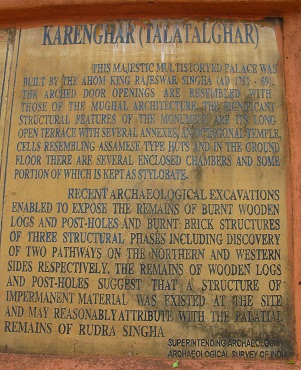 KARENGHAR (TALATALGHAR)
THIS MAJESTIC MULTISTORYED PALACE WAS
BUILT BY THE AHOM KING RAJESWAR SINGHA (AD 1751 - 69).
THE ARCHED DOOR OPENINGS ARE RESEMBLED WITH
THOSE OF THE MUGHAL ARCHITECTURE. THE SIGNIFICANT
STRUCTURAL FEATURES OF THE MONUMENT ARE ITS LONG
OPEN TERRACE WITH SEVERAL ANNEXES, AN OCTAGONAL TEMPLE,
CELLS RESEMBLING ASSAMESE TYPE HUTS AND IN THE GROUND
FLOOR THERE ARE SEVERAL ENCLOSED CHAMBERS AND SOME
PORTION OF WHICH IS KEPT AS STYLOBATE.
RECENT ARCHAEOLOGICAL EXCAVATIONS
ENABLED TO EXPOSE THE REMAINS OF BURNT WOODEN
LOGS AND POST-HOLES AND BURNT BRICK STRUCTURES
OF THREE STRUCTURAL PHASES INCLUDING DISCOVERY
OF TWO PATHWAYS ON THE NORTHERN AND WESTERN
SIDES RESPECTIVELY. THE REMAINS OF WOODEN LOGS
AND POST-HOLES SUGGEST THAT A STRUCTURE OF
IMPERMANENT MATERIAL WAS EXISTED AT THE SITE
AND MAY REASONABLY ATTRIBUTE WITH THE PALATIAL
REMAINS OF RUDRA SINGHA
SUPERINTENDING ARCHAEOLOGI
ARCHAEOLOGICAL SURVEY OF INDIA